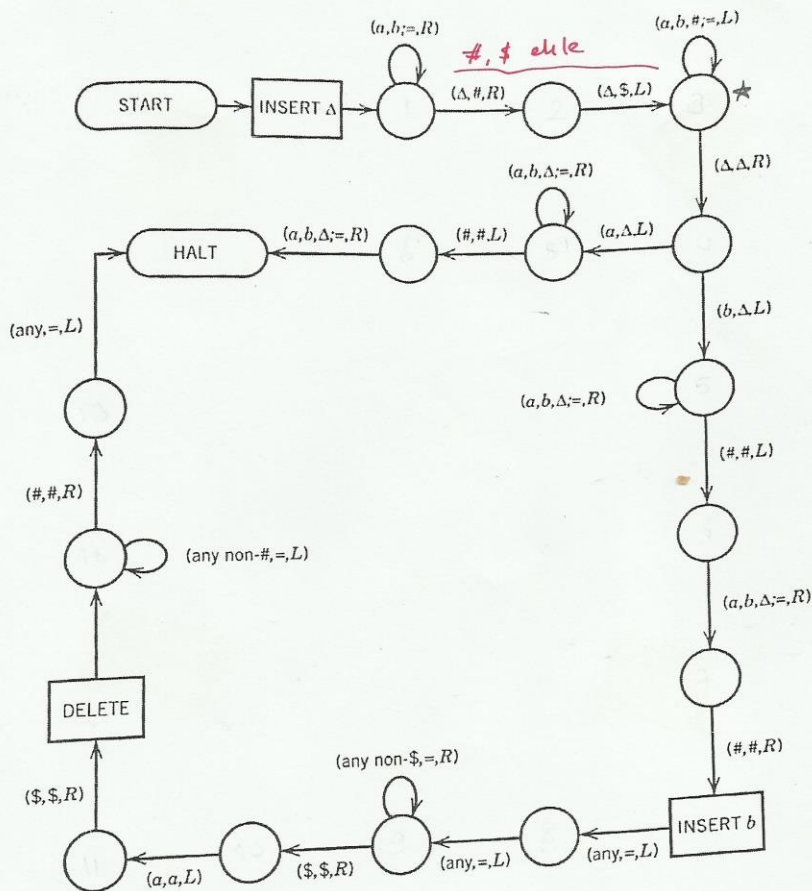 (a,b;=,R)
#, $ ekle
(a,b,#;=,L)
START
INSERT Δ
(Δ,#,R)
(Δ,$,L)
(Δ,Δ,R)
(a,b,Δ;=,R)
HALT
(a,b,Δ;=,R)
(#,#,L)
(a,Δ,L)
(b,Δ,L)
(any,=,L)
(a,b,Δ;=,R)
(#,#,L)
(#,#,R)
(any non-#,=,L)
(a,b,Δ;=,R)
DELETE
(#,#,R)
(any non-$,=,R)
($,$,R)
INSERT b
($,$,R)
(any,=,L)
(any,=,L)
(a,a,L)